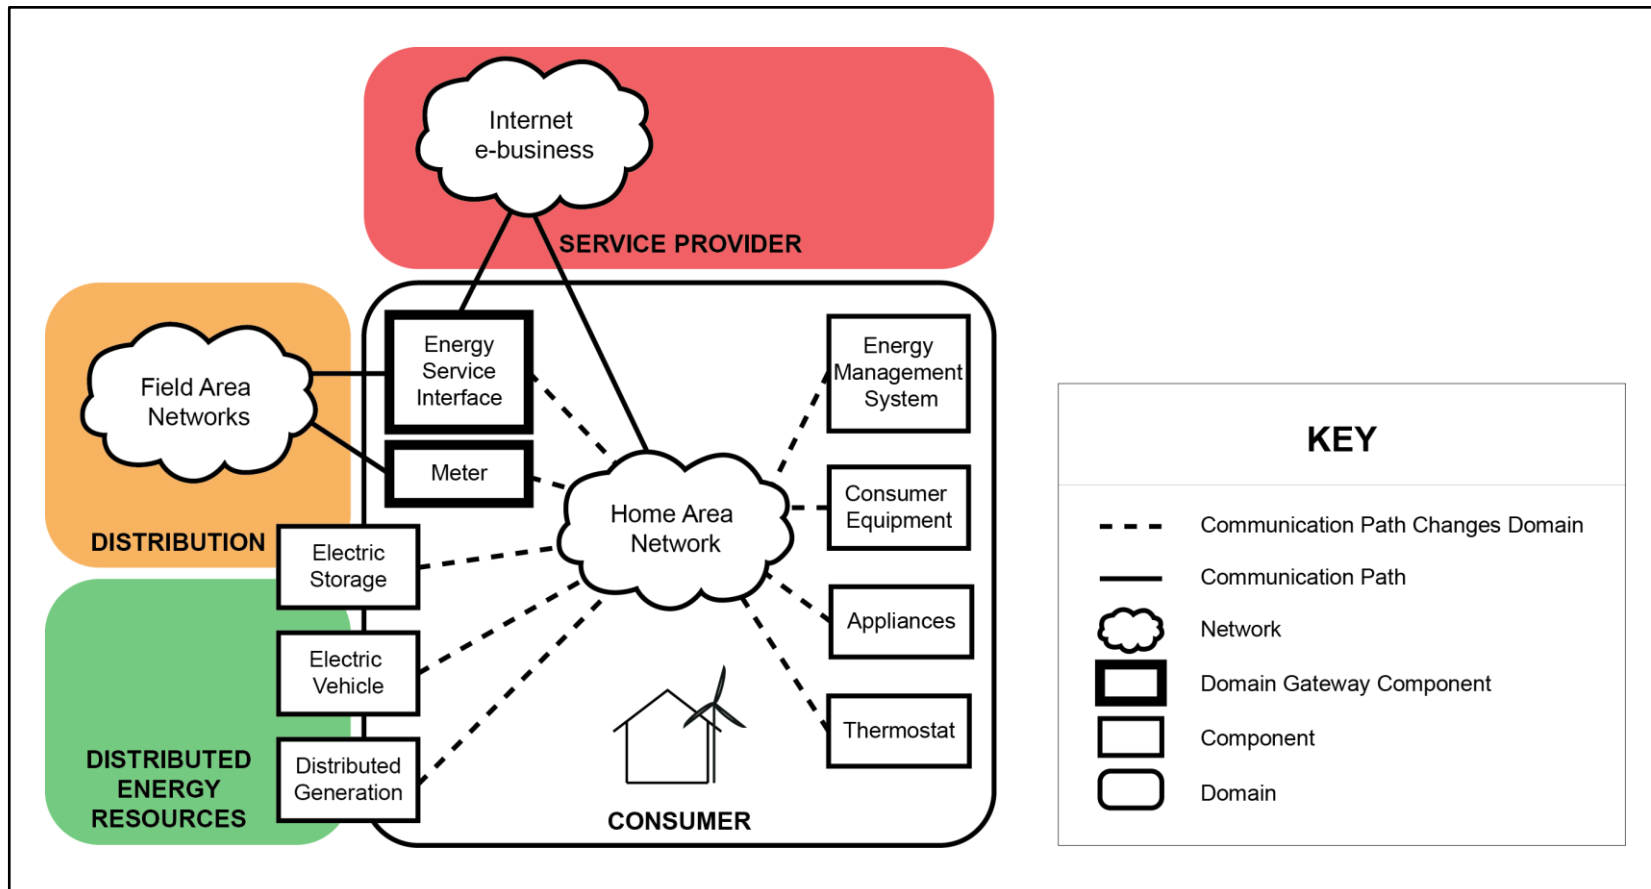 Internet
e-business
SERVICE PROVIDER
Field Area
Networks
DISTRIBUTION
Energy
Service
Interface
Meter
Electric
Storage
Electric
Vehicle
Distributed
Generation
DISTRIBUTED
ENERGY
RESOURCES
Home Area
Network
Energy
Management
System
Consumer
Equipment
Appliances
Thermostat
CONSUMER
KEY
Communication Path Changes Domain
Communication Path
Network
Domain Gateway Component
Component
Domain